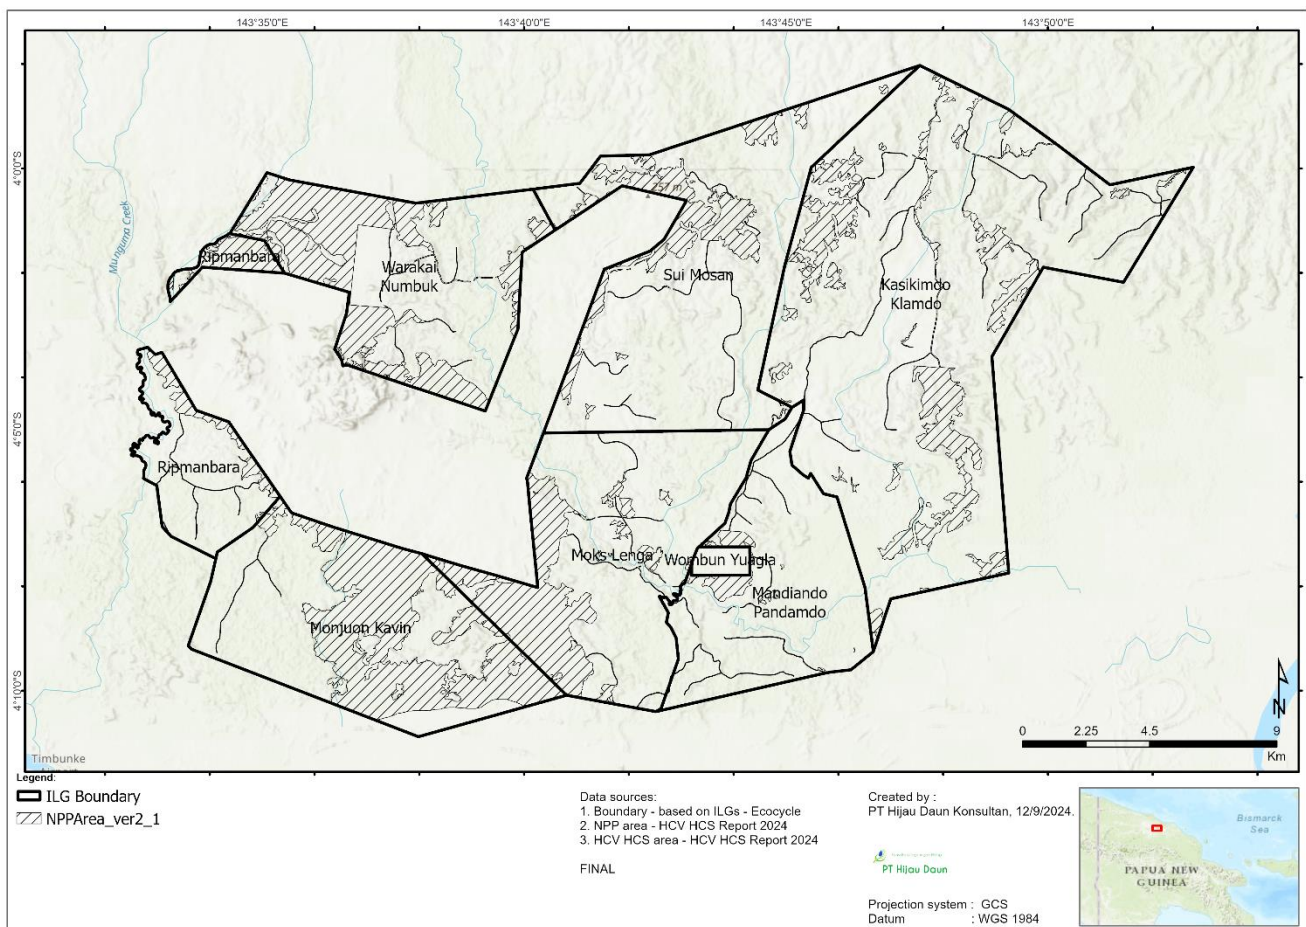 143°35'0"E
143°40'0"E
143°45'0"E
143°50'0"E
4°0'0"S
4°5'0"S
4°10'0"S
Munguma Creek
257 m
Ripmanbara
Warakai
Numbuk
Sui Mosan
Kasikimdo
Klamdo
Ripmanbara
Moks Lenga
Wombun Yuagla
Mandiando
Pandamdo
Monjuon Kavin
N
0 2.25 4.5 9
Km
Timbunke
Legend:
ILG Boundary
NPPArea_ver2_1
Data sources:
1. Boundary - based on ILGs - Ecocycle
2. NPP area - HCV HCS Report 2024
3. HCV HCS area - HCV HCS Report 2024
FINAL
Created by :
PT Hijau Daun Konsultan, 12/9/2024.
PT Hijau Daun
Projection system : GCS
Datum : WGS 1984
Bismarck
Sea
PAPUA NEW
GUINEA